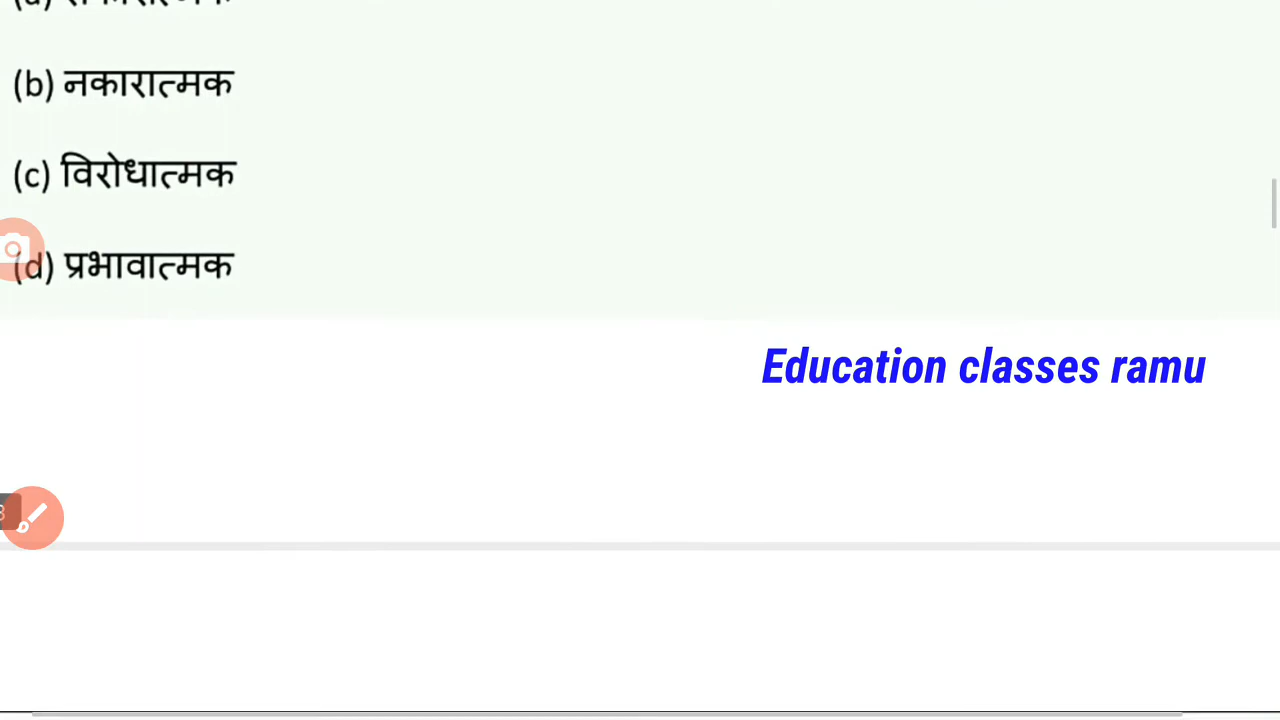 (b) नकारात्मक
(c) विरोधात्मक
(d) प्रभावात्मक
Education classes ramu